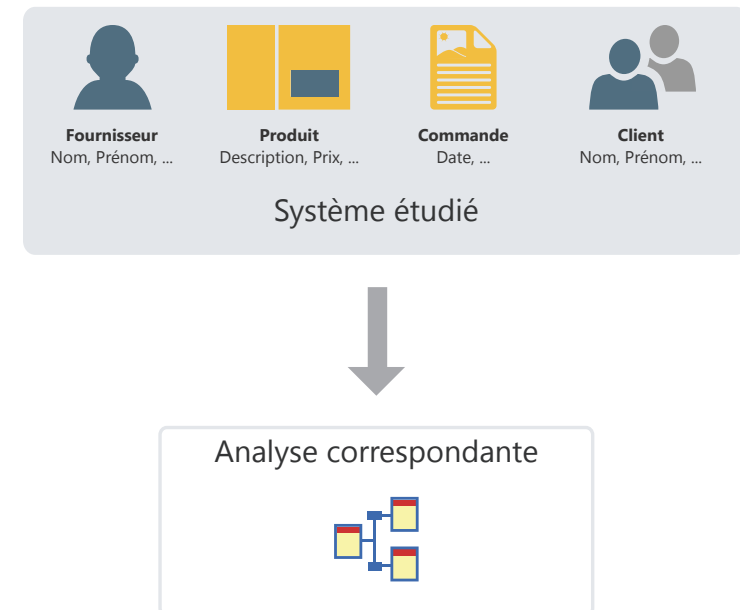 Fournisseur
Nom, Prénom, ...
Produit
Description, Prix, ...
Commande
Date, ...
Client
Nom, Prénom, ...
Système étudié
Analyse correspondante